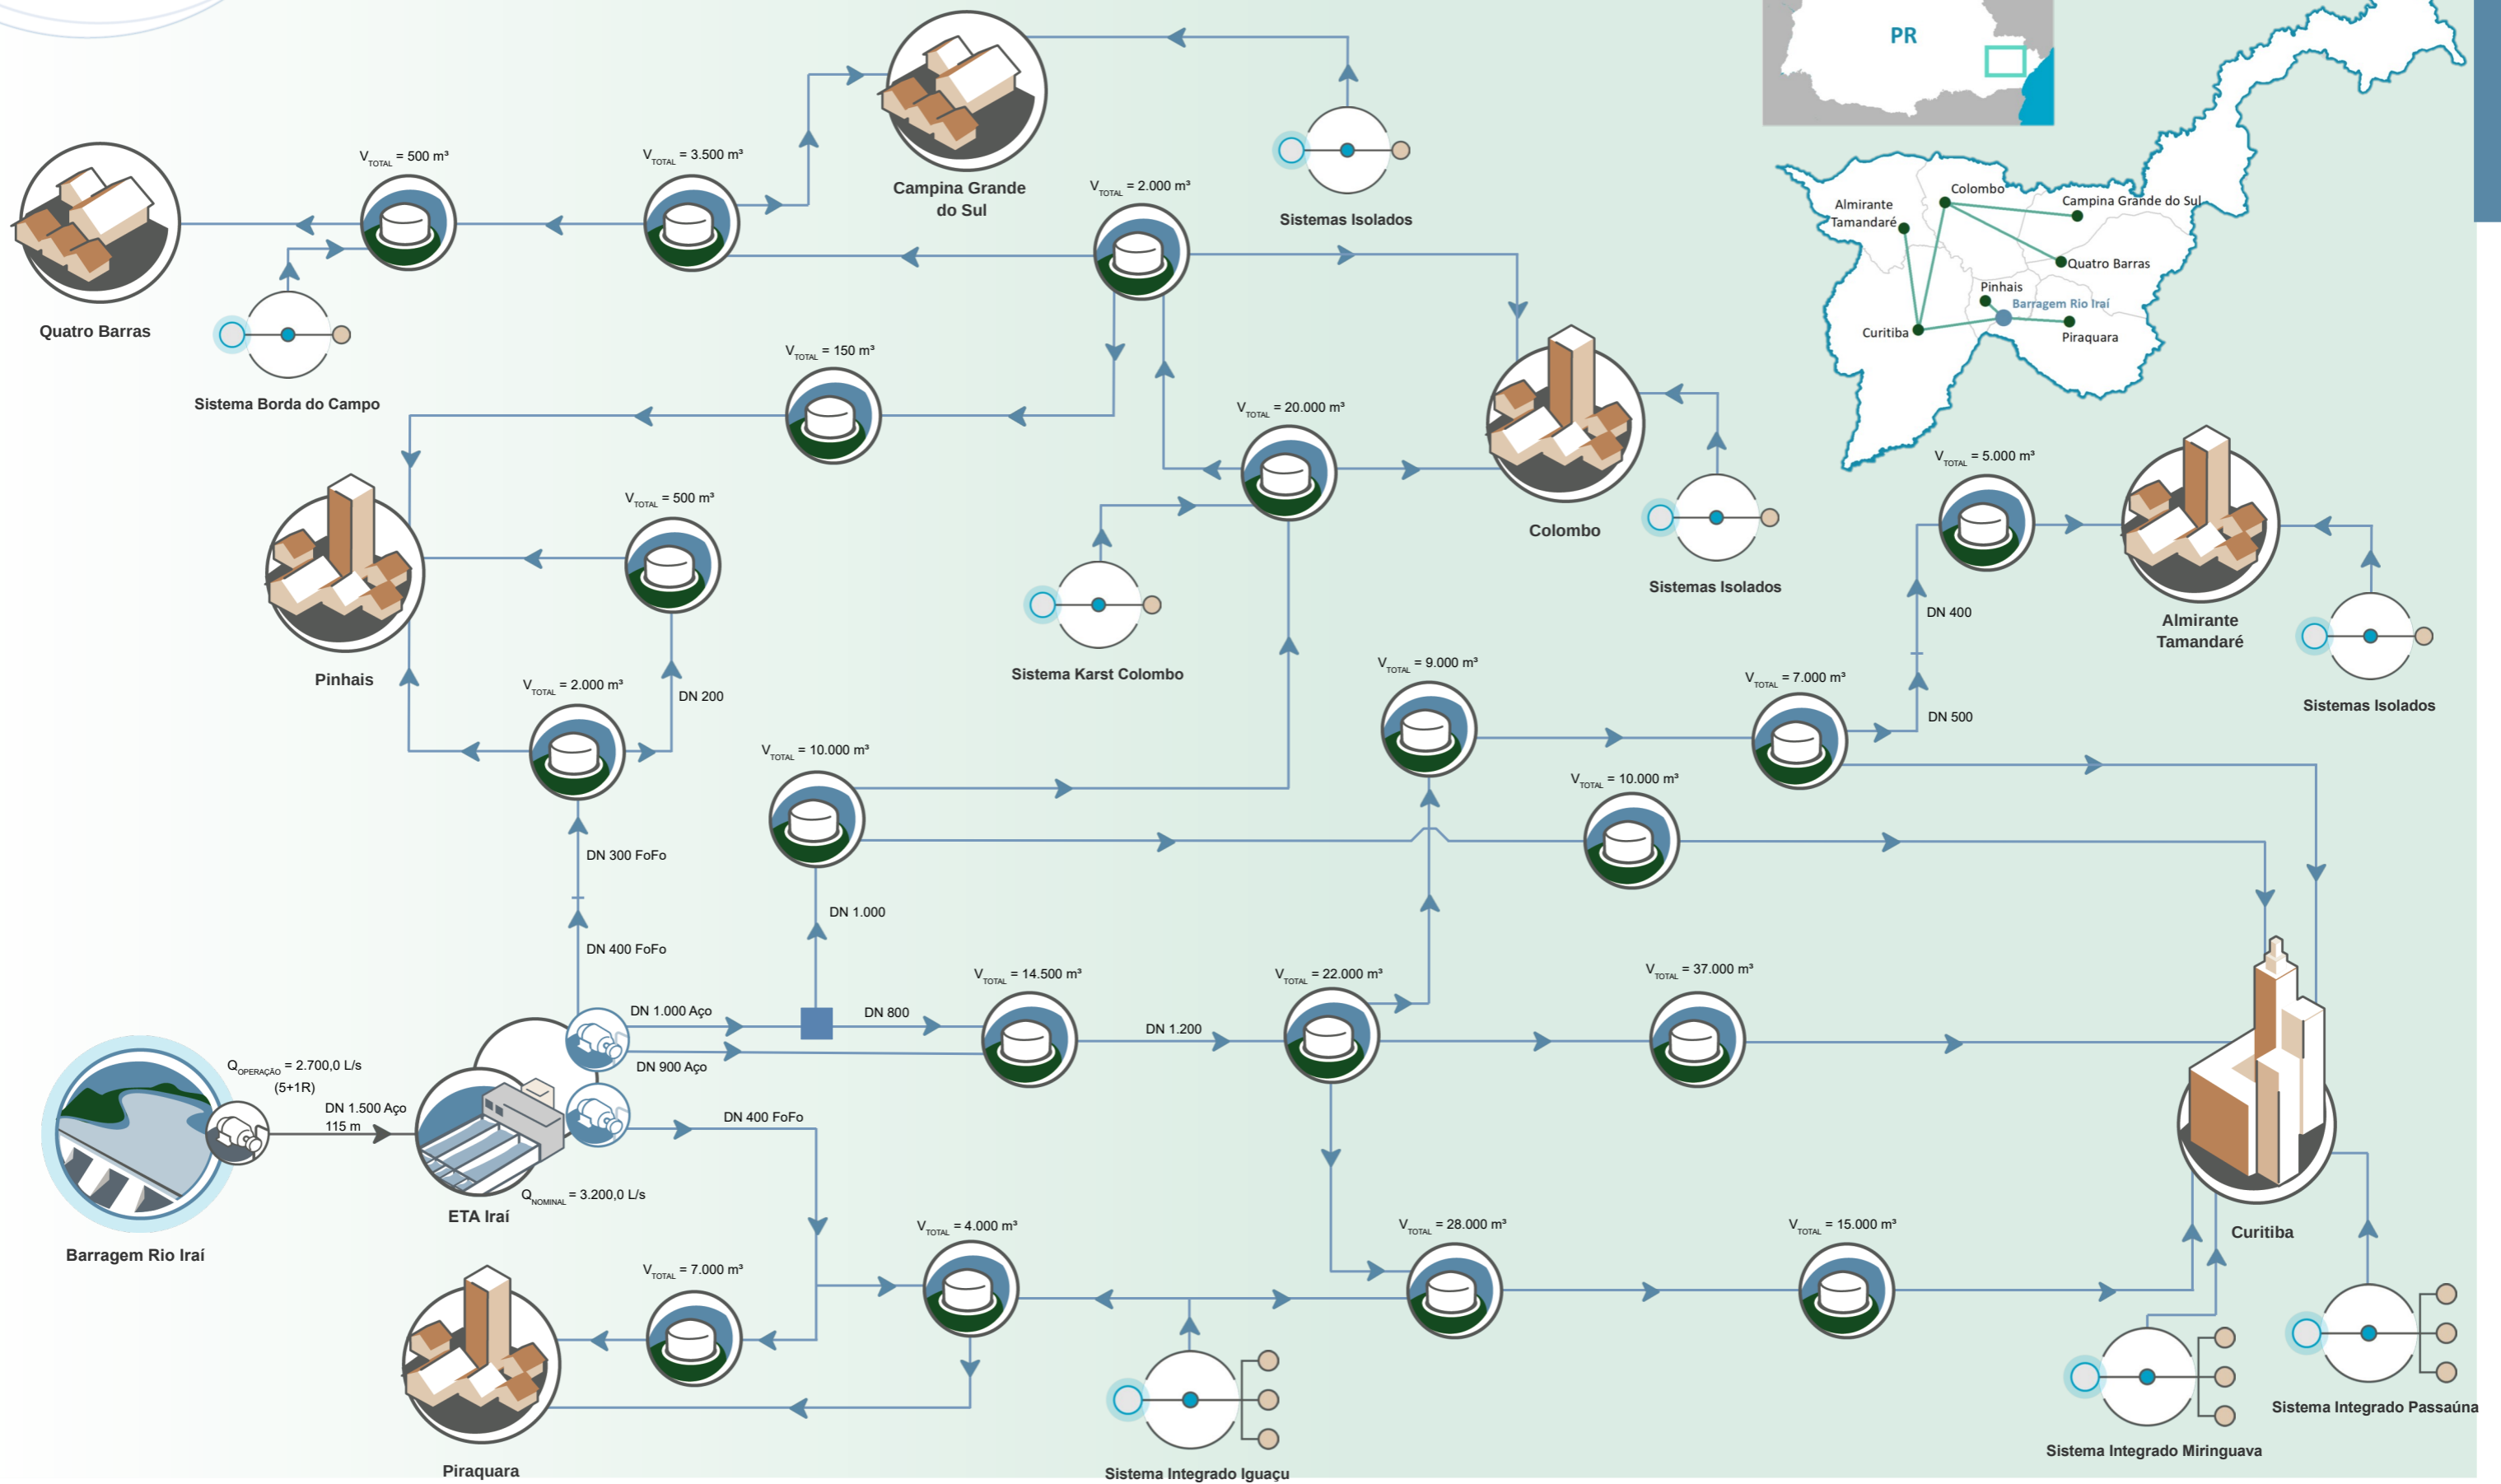 PR
Colombo
Campina Grande do Sul
Almirante
Tamandaré
Quatro Barras
Pinhais
Barragem Rio Iraí
Curitiba
Piraquara
Campina Grande
do Sul
Sistemas Isolados
VTOTAL = 500 m³
VTOTAL = 3.500 m³
VTOTAL = 2.000 m³
Quatro Barras
Sistema Borda do Campo
VTOTAL = 150 m³
VTOTAL = 20.000 m³
Colombo
Sistemas Isolados
VTOTAL = 5.000 m³
Almirante
Tamandaré
Sistemas Isolados
DN 400
DN 500
VTOTAL = 500 m³
Pinhais
DN 200
VTOTAL = 2.000 m³
Sistema Karst Colombo
VTOTAL = 9.000 m³
VTOTAL = 7.000 m³
VTOTAL = 10.000 m³
VTOTAL = 10.000 m³
DN 300 FoFo
DN 400 FoFo
DN 1.000
DN 1.000 Aço
DN 800
DN 900 Aço
VTOTAL = 14.500 m³
DN 1.200
VTOTAL = 22.000 m³
VTOTAL = 37.000 m³
QOPERAÇÃO = 2.700,0 L/s
(5+1R)
DN 1.500 Aço
115 m
DN 400 FoFo
QNOMINAL = 3.200,0 L/s
ETA Iraí
Barragem Rio Iraí
Curitiba
VTOTAL = 4.000 m³
VTOTAL = 28.000 m³
VTOTAL = 15.000 m³
VTOTAL = 7.000 m³
Piraquara
Sistema Integrado Iguaçu
Sistema Integrado Miringuava
Sistema Integrado Passaúna